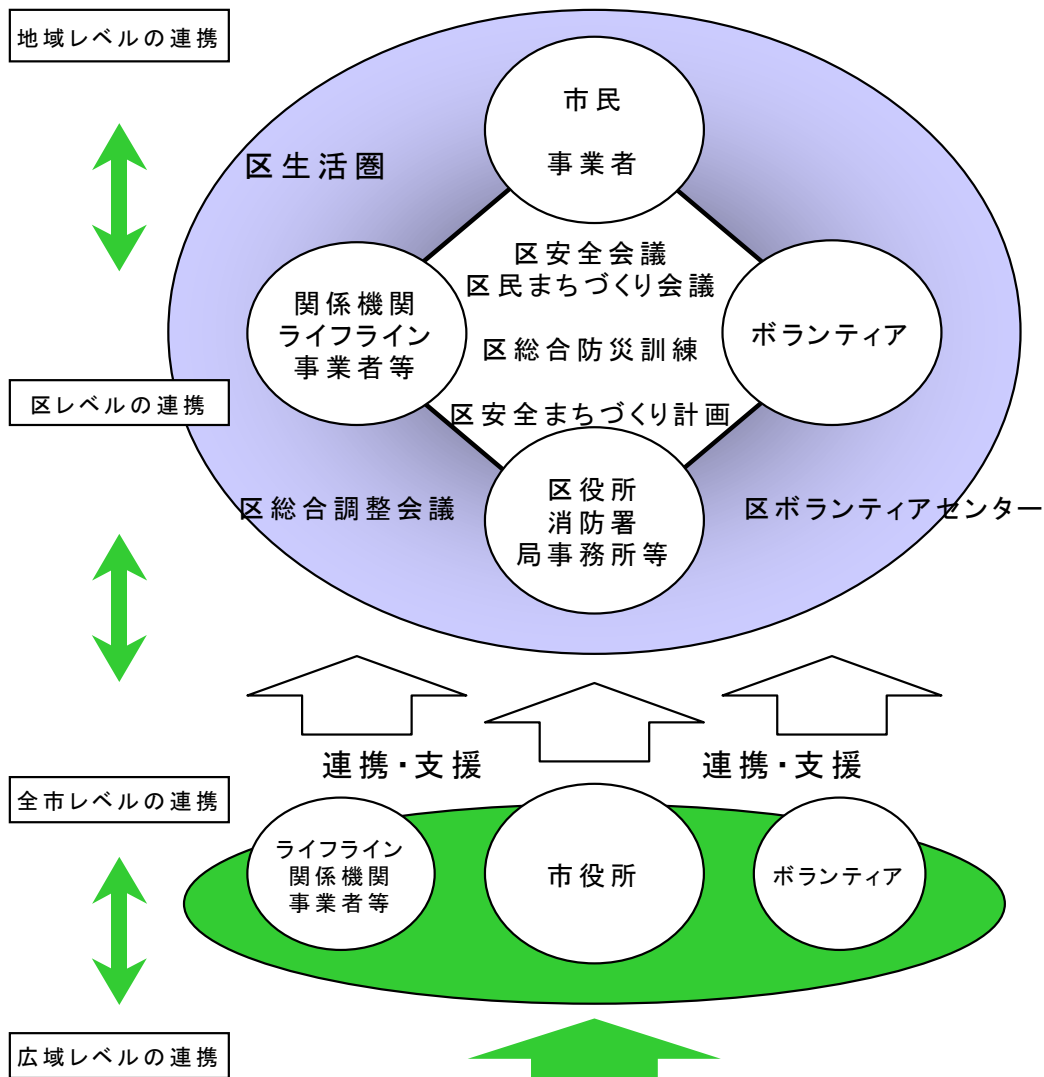 地域レベルの連携
市民
事業者
区生活圏
区安全会議
区民まちづくり会議
関係機関
ライフライン
事業者等
区総合防災訓練
ボランティア
区レベルの連携
区安全まちづくり計画
区総合調整会議
区役所
消防署
局事務所等
区ボランティアセンター
連携・支援
連携・支援
全市レベルの連携
ライフライン
関係機関
事業者等
市役所
ボランティア
広域レベルの連携